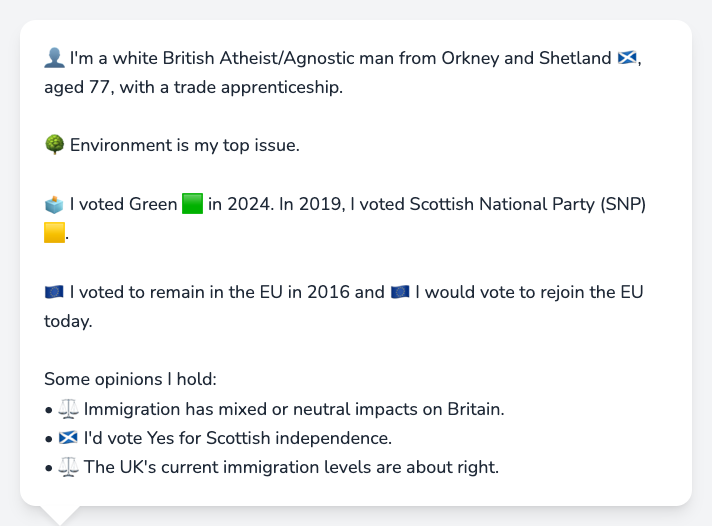 👤 I'm a white British Atheist/Agnostic man from Orkney and Shetland 🏴󠁧󠁢󠁳󠁣󠁴󠁿,
aged 77, with a trade apprenticeship.
🌳 Environment is my top issue.
🗳️ I voted Green 🟩 in 2024. In 2019, I voted Scottish National Party (SNP)
🟨.
🇪🇺 I voted to remain in the EU in 2016 and 🇪🇺 I would vote to rejoin the EU
today.
Some opinions I hold:
• ⚖️ Immigration has mixed or neutral impacts on Britain.
• 🏴󠁧󠁢󠁳󠁣󠁴󠁿 I'd vote Yes for Scottish independence.
• ⚖️ The UK's current immigration levels are about right.